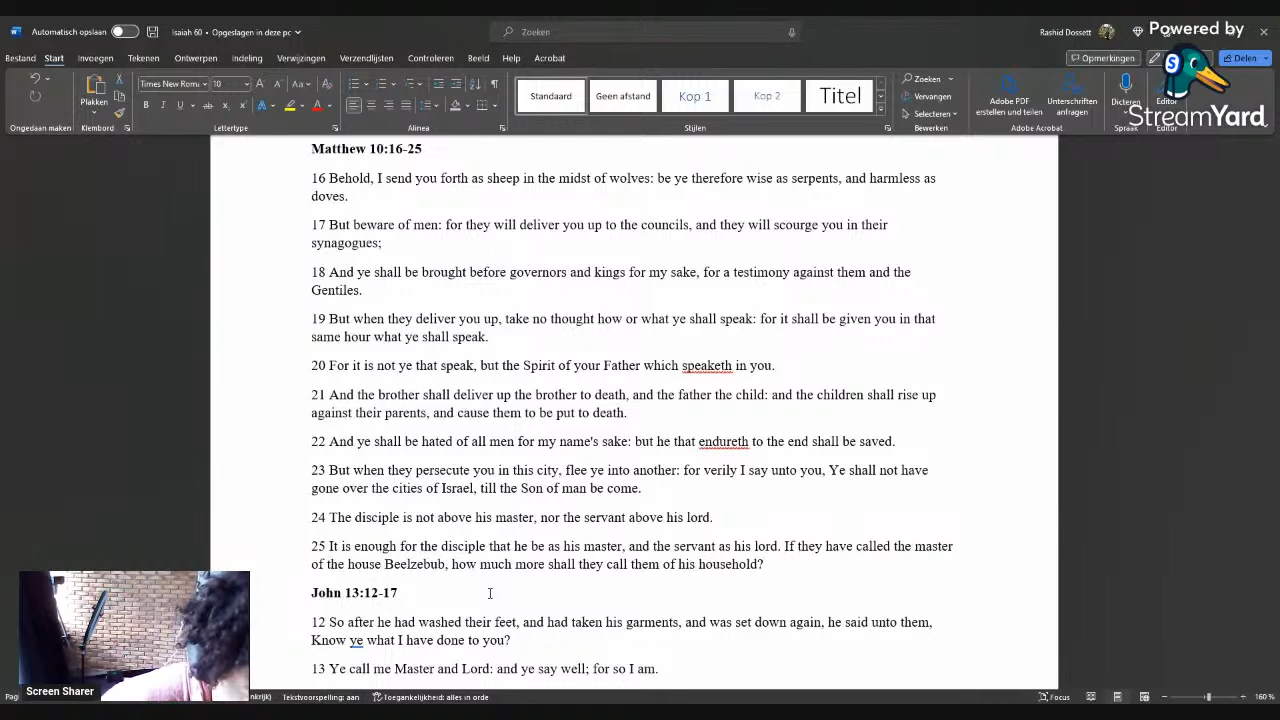 Powered by
StreamYard
Automatisch opslaan
Isaiah 60 • Opgeslagen in deze pc
Zoeken
Rashid Dossett
Bestand Start Invoegen Tekenen Ontwerpen Indeling Verwijzingen Verzendlijsten Controleren Beeld Help Acrobat
Opmerkingen
Delen
Plakken
Times New Roma
10
Standaard
Geen afstand
Kop 1
Kop 2
Titel
Zoeken
Vervangen
Selecteren
Adobe PDF
erstellen und teilen
Unterschriften
anfragen
Dicteren
Editor
Ongedaan maken
Klembord
Lettertype
Alinea
Stijlen
Bewerken
Adobe Acrobat
Spraak
Editor
Matthew 10:16-25
16 Behold, I send you forth as sheep in the midst of wolves: be ye therefore wise as serpents, and harmless as
doves.
17 But beware of men: for they will deliver you up to the councils, and they will scourge you in their
synagogues;
18 And ye shall be brought before governors and kings for my sake, for a testimony against them and the
Gentiles.
19 But when they deliver you up, take no thought how or what ye shall speak: for it shall be given you in that
same hour what ye shall speak.
20 For it is not ye that speak, but the Spirit of your Father which speaketh in you.
21 And the brother shall deliver up the brother to death, and the father the child: and the children shall rise up
against their parents, and cause them to be put to death.
22 And ye shall be hated of all men for my name's sake: but he that endureth to the end shall be saved.
23 But when they persecute you in this city, flee ye into another: for verily I say unto you, Ye shall not have
gone over the cities of Israel, till the Son of man be come.
24 The disciple is not above his master, nor the servant above his lord.
25 It is enough for the disciple that he be as his master, and the servant as his lord. If they have called the master
of the house Beelzebub, how much more shall they call them of his household?
John 13:12-17
12 So after he had washed their feet, and had taken his garments, and was set down again, he said unto them,
Know ye what I have done to you?
13 Ye call me Master and Lord: and ye say well; for so I am.
Screen Sharer
Tekstvoorspelling: aan
Toegankelijkheid: alles in orde
Focus
160 %